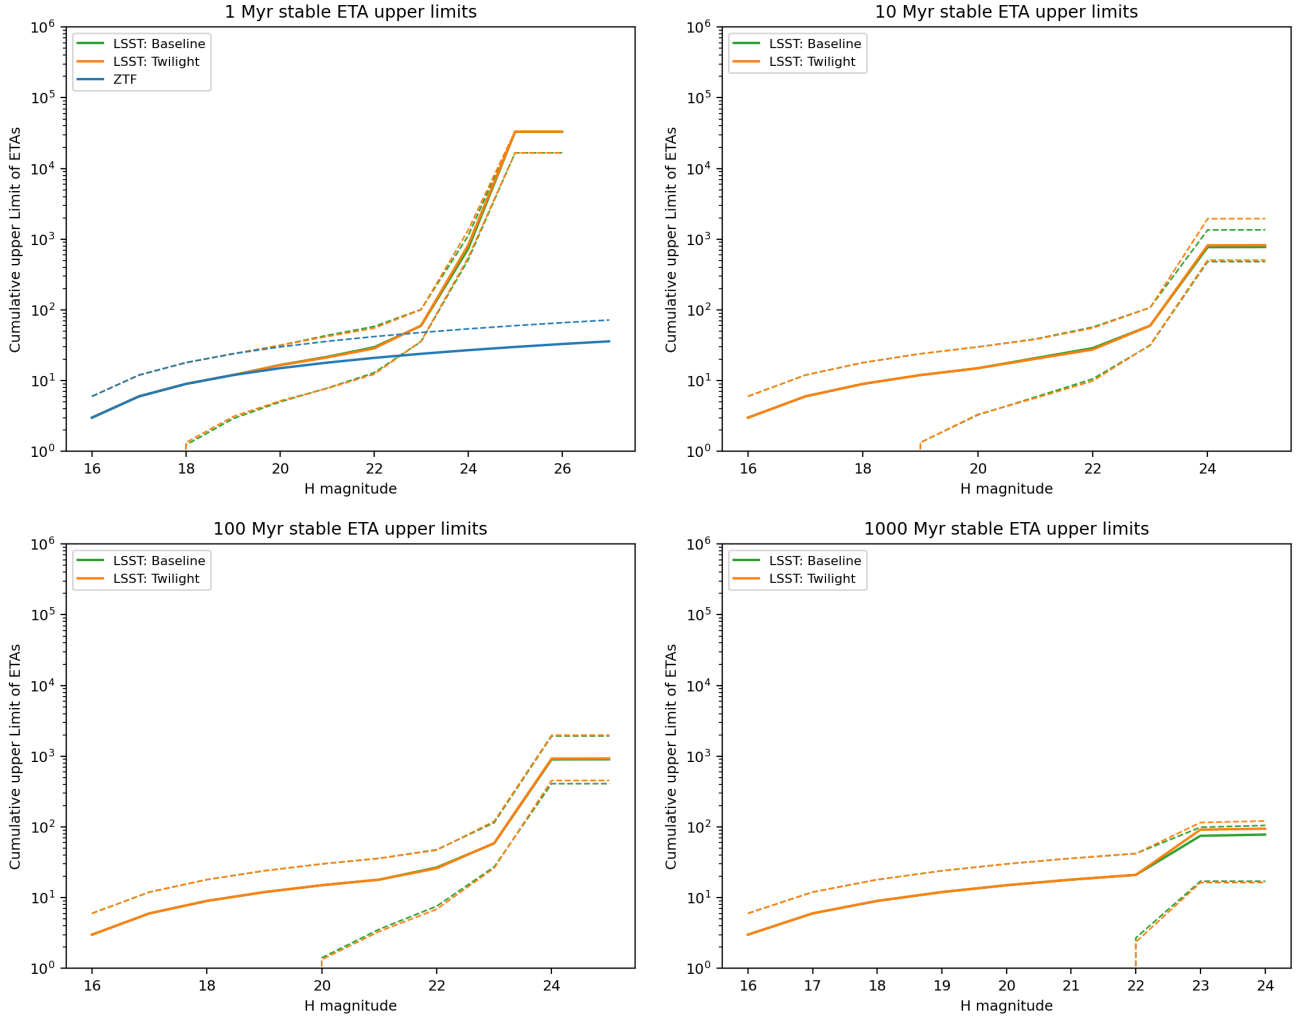 1 Myr stable ETA upper limits
Cumulative upper Limit of ETAs
10^6
10^5
10^4
10^3
10^2
10^1
10^0
LSST: Baseline
LSST: Twilight
ZTF
16 18 20 22 24 26
H magnitude
10 Myr stable ETA upper limits
Cumulative upper Limit of ETAs
10^6
10^5
10^4
10^3
10^2
10^1
10^0
LSST: Baseline
LSST: Twilight
16 18 20 22 24
H magnitude
100 Myr stable ETA upper limits
Cumulative upper Limit of ETAs
10^6
10^5
10^4
10^3
10^2
10^1
10^0
LSST: Baseline
LSST: Twilight
16 18 20 22 24
H magnitude
1000 Myr stable ETA upper limits
Cumulative upper Limit of ETAs
10^6
10^5
10^4
10^3
10^2
10^1
10^0
LSST: Baseline
LSST: Twilight
16 17 18 19 20 21 22 23 24
H magnitude